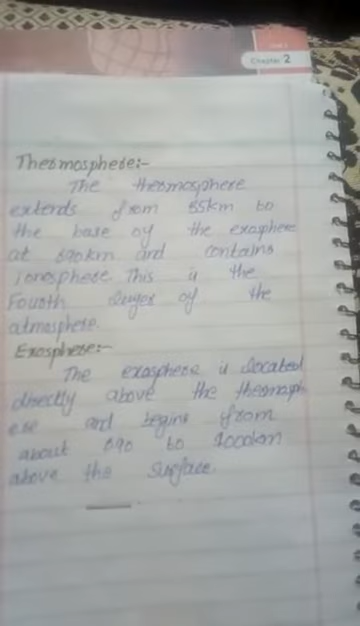 Chapter 2
Thermosphere:-
The thermosphere
extends from 85km to
the base of the exosphere
at 690km and contains
ionosphere. This is the
Fourth layer of the
atmosphere.
Exosphere:-
The exosphere is located
directly above the thermosph
ere and begins from
about 690 to 1000km
above the Surface.